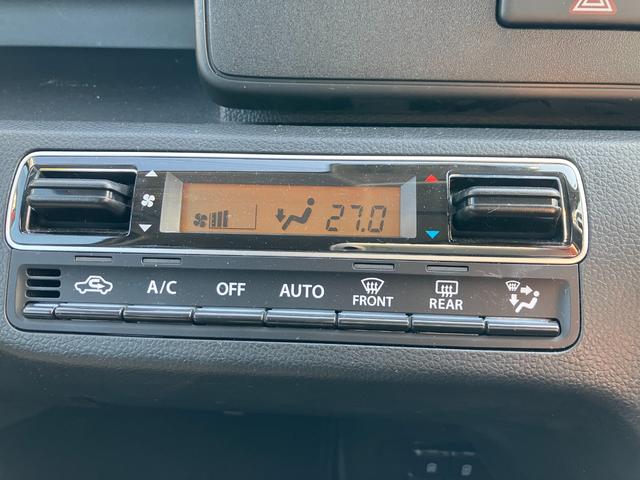 27.0
A/C OFF AUTO FRONT REAR